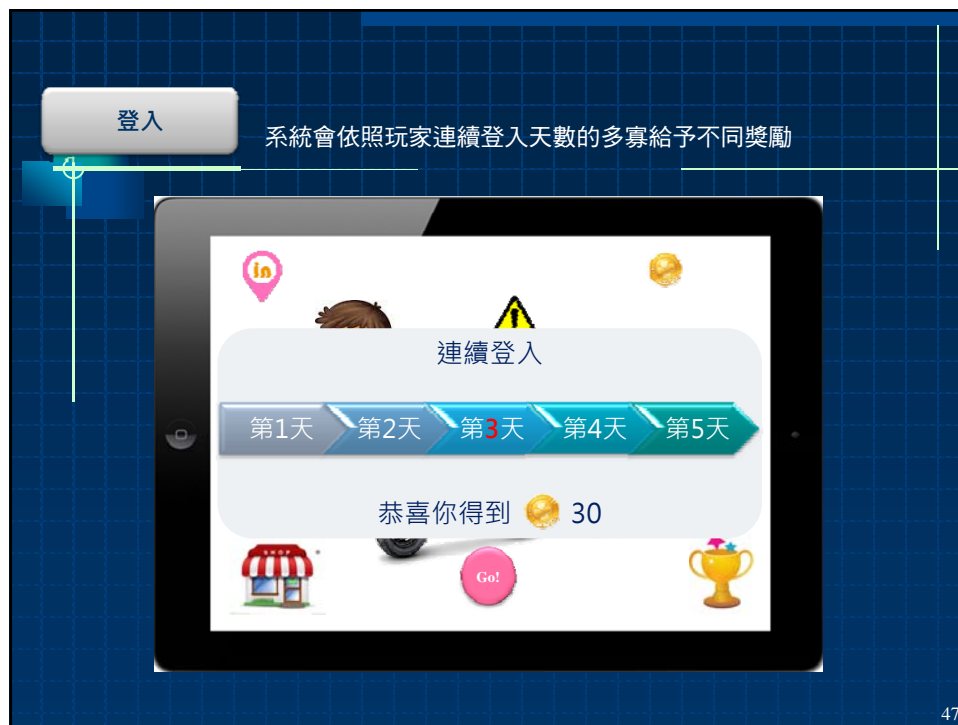 登入
系統會依照玩家連續登入天數的多寡給予不同獎勵
in
連續登入
第1天 第2天 第3天 第4天 第5天
恭喜你得到 30
SHOP
Go!
47